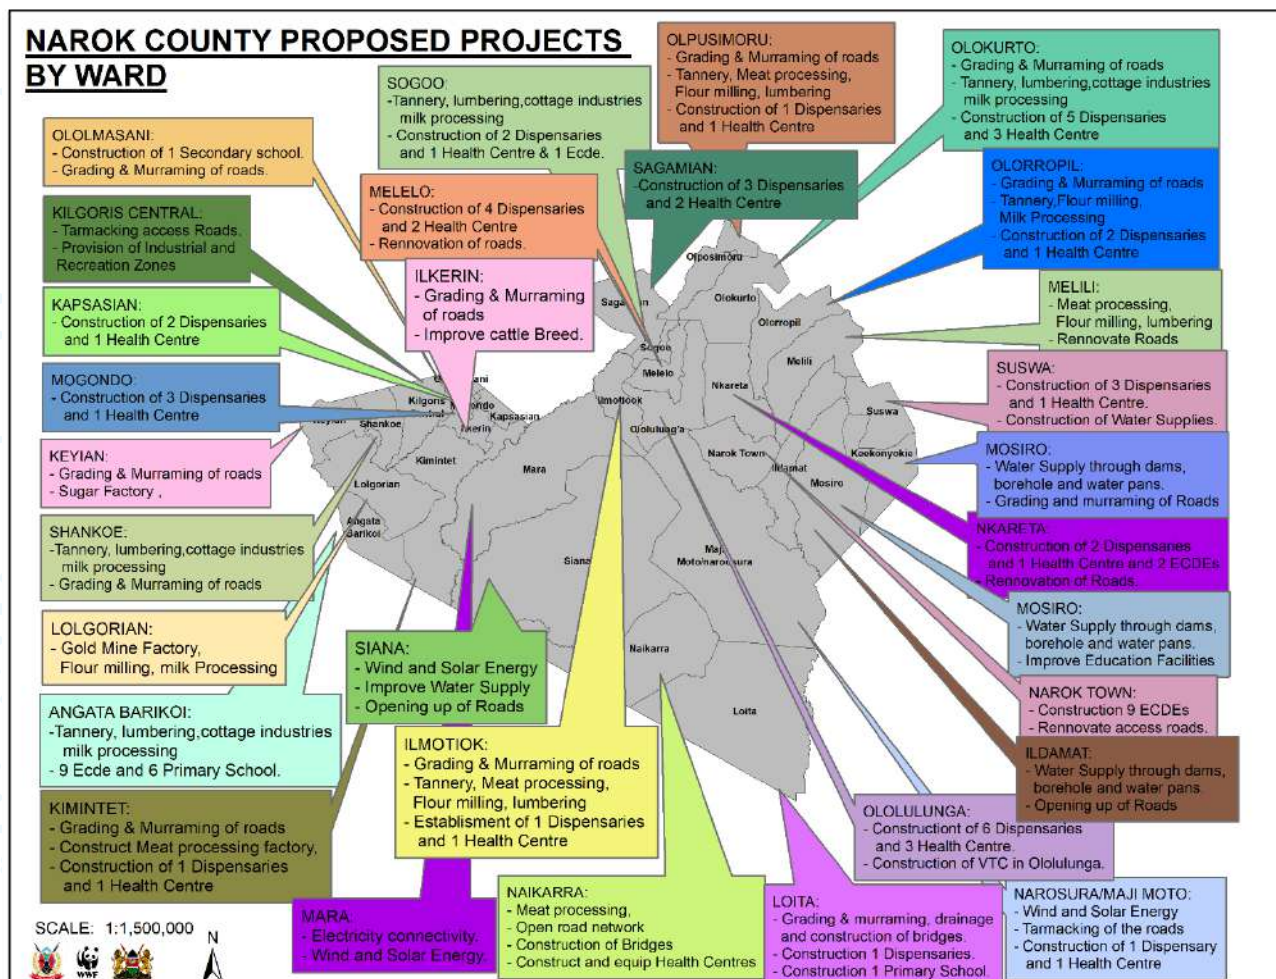 NAROK COUNTY PROPOSED PROJECTS
BY WARD
OLOLMASANI:
- Construction of 1 Secondary school.
- Grading & Murraming of roads.
KILGORIS CENTRAL:
- Tarmacking access Roads.
- Provision of Industrial and
Recreation Zones
KAPSASIAN:
- Construction of 2 Dispensaries
and 1 Health Centre
MOGONDO:
- Construction of 3 Dispensaries
and 1 Health Centre
KEYIAN:
- Grading & Murraming of roads
- Sugar Factory ,
SHANKOE:
-Tannery, lumbering,cottage industries
milk processing
- Grading & Murraming of roads
LOLGORIAN:
- Gold Mine Factory,
Flour milling, milk Processing
ANGATA BARIKOI:
-Tannery, lumbering,cottage industries
milk processing
- 9 Ecde and 6 Primary School.
KIMINTET:
- Grading & Murraming of roads
- Construct Meat processing factory,
- Construction of 1 Dispensaries
and 1 Health Centre
SCALE: 1:1,500,000
N
WWF
SOGOO:
-Tannery, lumbering,cottage industries
milk processing
- Construction of 2 Dispensaries
and 1 Health Centre & 1 Ecde.
MELELO:
- Construction of 4 Dispensaries
and 2 Health Centre
- Rennovation of roads.
ILKERIN:
- Grading & Murraming
of roads
- Improve cattle Breed.
OLPUSIMORU:
- Grading & Murraming of roads
- Tannery, Meat processing,
Flour milling, lumbering
- Construction of 1 Dispensaries
and 1 Health Centre
SAGAMIAN:
-Construction of 3 Dispensaries
and 2 Health Centre
OLOKURTO:
- Grading & Murraming of roads
- Tannery, lumbering,cottage industries
milk processing
- Construction of 5 Dispensaries
and 3 Health Centre
OLORROPIL:
- Grading & Murraming of roads
- Tannery,Flour milling,
Milk Processing
- Construction of 2 Dispensaries
and 1 Health Centre
MELILI:
- Meat processing,
Flour milling, lumbering
- Rennovate Roads
SUSWA:
- Construction of 3 Dispensaries
and 1 Health Centre.
- Construction of Water Supplies.
MOSIRO:
- Water Supply through dams,
borehole and water pans.
- Grading and murraming of Roads
NKARETA:
- Construction of 2 Dispensaries
and 1 Health Centre and 2 ECDEs
- Rennovation of Roads.
MOSIRO:
- Water Supply through dams,
borehole and water pans.
- Improve Education Facilities
NAROK TOWN:
- Construction 9 ECDEs
- Rennovate access roads.
ILDAMAT:
- Water Supply through dams,
borehole and water pans.
- Opening up of Roads
OLOLULUNGA:
- Constructiont of 6 Dispensaries
and 3 Health Centre.
- Construction of VTC in Ololulunga.
NAROSURA/MAJI MOTO:
- Wind and Solar Energy
- Tarmacking of the roads
- Construction of 1 Dispensary
and 1 Health Centre
SIANA:
- Wind and Solar Energy
- Improve Water Supply
- Opening up of Roads
ILMOTIOK:
- Grading & Murraming of roads
- Tannery, Meat processing,
Flour milling, lumbering
- Establisment of 1 Dispensaries
and 1 Health Centre
MARA:
- Electricity connectivity.
- Wind and Solar Energy.
NAIKARRA:
- Meat processing,
- Open road network
- Construction of Bridges
- Construct and equip Health Centres
LOITA:
- Grading & murraming, drainage
and construction of bridges.
- Construction 1 Dispensaries.
- Construction 1 Primary School.
Olposimoru
Olokurto
Olorropil
Sogoo
Melelo
Melili
Nkareta
Suswa
Kilgoris
Kapsasian
Shankoe
Ololulung'a
Narok Town
Ildamat
Keekonyokie
Mosiro
Kimintet
Mara
Lolgorian
Angata
Barikoi
Siana
Maji
Moto/naroosura
Naikarra
Loita